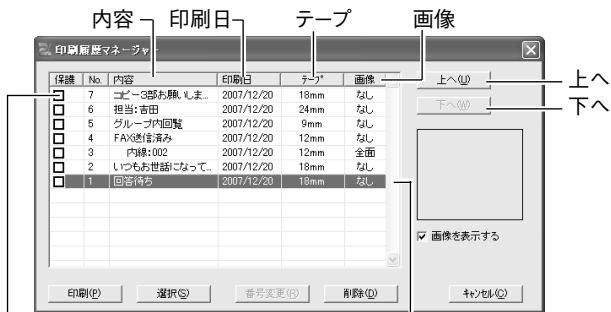 内容 印刷日 テープ 画像
印刷履歴マネージャー
保護 No. 内容 印刷日 テープ 画像
7 コピー3部お願いしま... 2007/12/20 18mm なし
6 担当:吉田 2007/12/20 24mm なし
5 グループ内回覧 2007/12/20 9mm なし
4 FAX送信済み 2007/12/20 12mm なし
3 内線:002 2007/12/20 12mm 全面
2 いつもお世話になって... 2007/12/20 18mm なし
1 回答待ち 2007/12/20 18mm なし
上へ(U) 上へ
下へ(W) 下へ
画像を表示する
印刷(P) 選択(S) 番号変更(R) 削除(D) キャンセル(C)